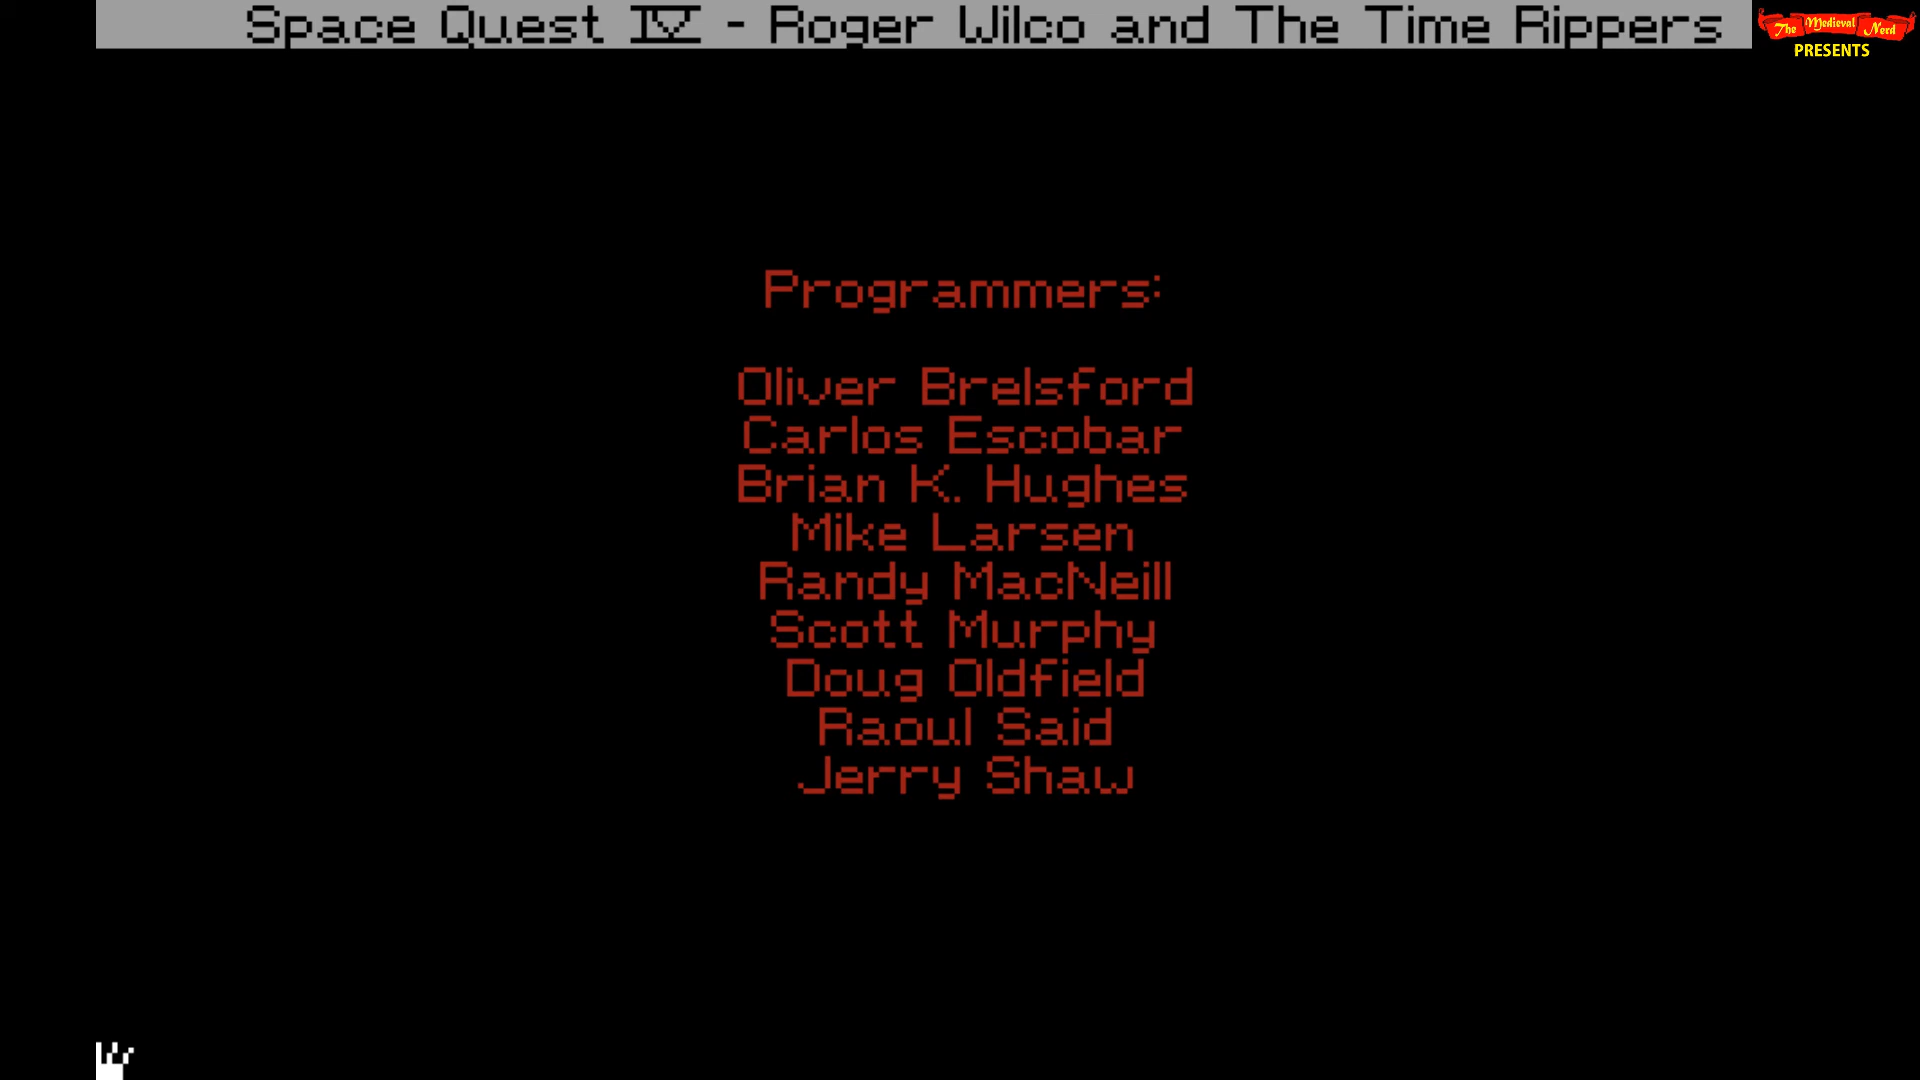 Space Quest IV - Roger Wilco and The Time Rippers
The Medieval Nerd
PRESENTS
Programmers:
Oliver Brelsford
Carlos Escobar
Brian K. Hughes
Mike Larsen
Randy MacNeill
Scott Murphy
Doug Oldfield
Raoul Said
Jerry Shaw